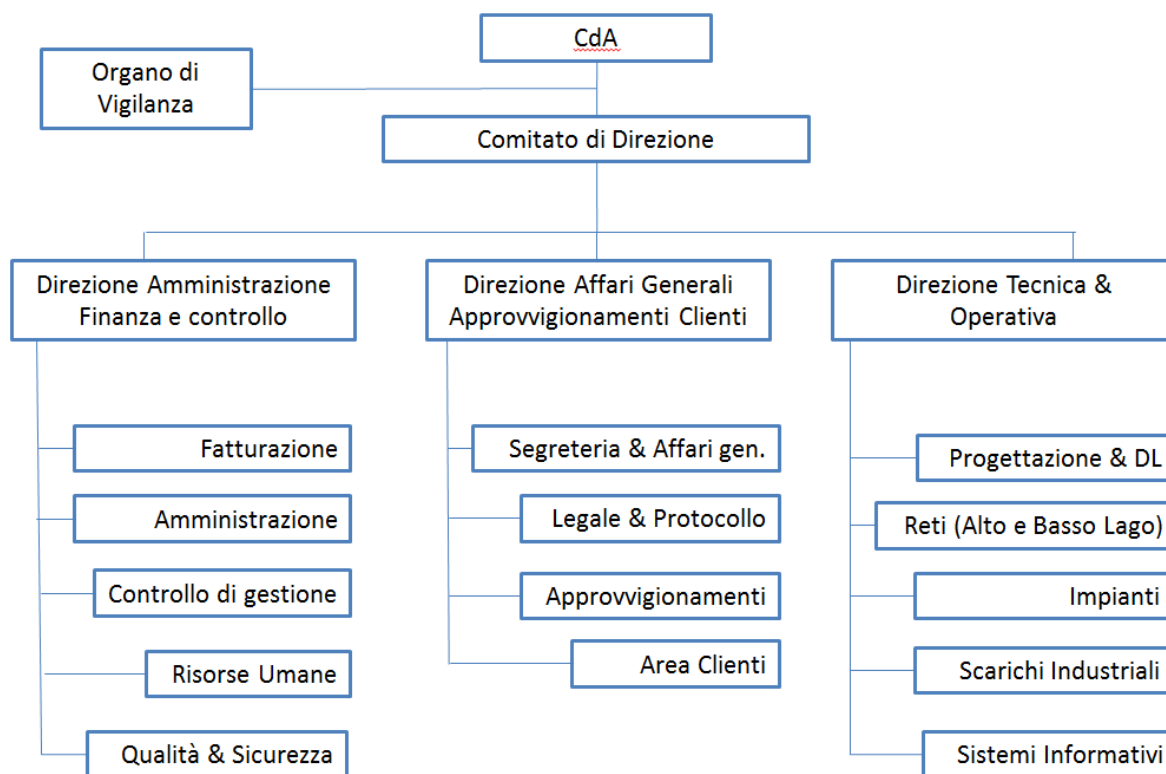 CdA
Organo di
Vigilanza
Comitato di Direzione
Direzione Amministrazione
Finanza e controllo
Direzione Affari Generali
Approvvigionamenti Clienti
Direzione Tecnica &
Operativa
Fatturazione
Amministrazione
Controllo di gestione
Risorse Umane
Qualità & Sicurezza
Segreteria & Affari gen.
Legale & Protocollo
Approvvigionamenti
Area Clienti
Progettazione & DL
Reti (Alto e Basso Lago)
Impianti
Scarichi Industriali
Sistemi Informativi